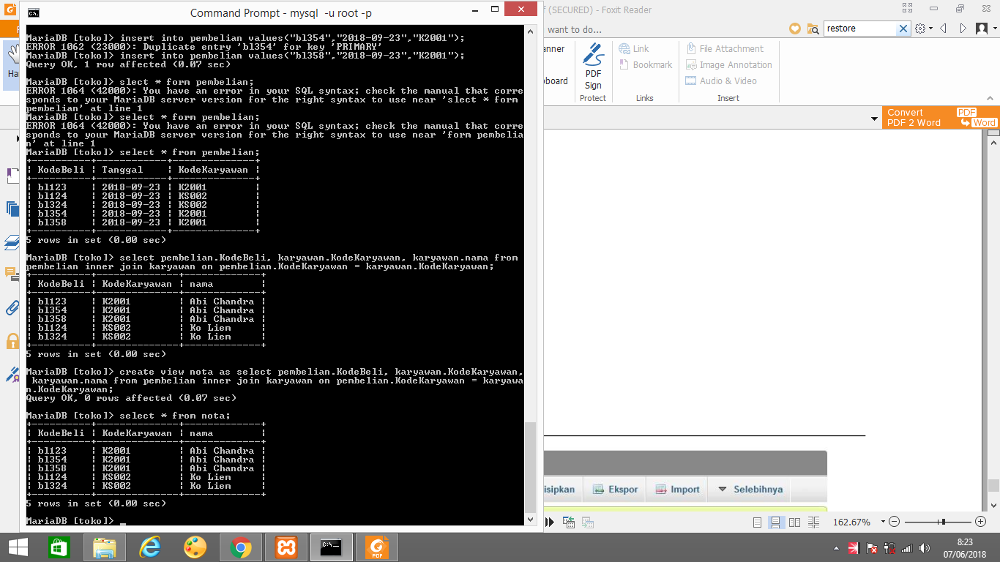 Command Prompt - mysql  -u root -p
MariaDB [toko]> insert into pembelian values("bl354","2018-09-23","K2001");
ERROR 1062 (23000): Duplicate entry 'bl354' for key 'PRIMARY'
MariaDB [toko]> insert into pembelian values("bl358","2018-09-23","K2001");
Query OK, 1 row affected (0.07 sec)
MariaDB [toko]> slect * form pembelian;
ERROR 1064 (42000): You have an error in your SQL syntax; check the manual that corre
sponds to your MariaDB server version for the right syntax to use near 'slect * form
pembelian' at line 1
MariaDB [toko]> select * form pembelian;
ERROR 1064 (42000): You have an error in your SQL syntax; check the manual that corre
sponds to your MariaDB server version for the right syntax to use near 'form pembelia
n' at line 1
MariaDB [toko]> select * from pembelian;
+----------+------------+--------------+
| KodeBeli | Tanggal    | KodeKaryawan |
+----------+------------+--------------+
| bl123    | 2018-09-23 | K2001        |
| bl124    | 2018-09-23 | KS002        |
| bl324    | 2018-09-23 | KS002        |
| bl354    | 2018-09-23 | K2001        |
| bl358    | 2018-09-23 | K2001        |
+----------+------------+--------------+
5 rows in set (0.00 sec)
MariaDB [toko]> select pembelian.KodeBeli, karyawan.KodeKaryawan, karyawan.nama from
pembelian inner join karyawan on pembelian.KodeKaryawan = karyawan.KodeKaryawan;
+----------+--------------+-------------+
| KodeBeli | KodeKaryawan | nama        |
+----------+--------------+-------------+
| bl123    | K2001        | Abi Chandra |
| bl354    | K2001        | Abi Chandra |
| bl358    | K2001        | Abi Chandra |
| bl124    | KS002        | Ko Liem     |
| bl324    | KS002        | Ko Liem     |
+----------+--------------+-------------+
5 rows in set (0.00 sec)
MariaDB [toko]> create view nota as select pembelian.KodeBeli, karyawan.KodeKaryawan,
 karyawan.nama from pembelian inner join karyawan on pembelian.KodeKaryawan = karyawa
n.KodeKaryawan;
Query OK, 0 rows affected (0.07 sec)
MariaDB [toko]> select * from nota;
+----------+--------------+-------------+
| KodeBeli | KodeKaryawan | nama        |
+----------+--------------+-------------+
| bl123    | K2001        | Abi Chandra |
| bl354    | K2001        | Abi Chandra |
| bl358    | K2001        | Abi Chandra |
| bl124    | KS002        | Ko Liem     |
| bl324    | KS002        | Ko Liem     |
+----------+--------------+-------------+
5 rows in set (0.00 sec)
MariaDB [toko]> _
f (SECURED) - Foxit Reader
want to do...
restore
anner
Link
File Attachment
PDF
Sign
Bookmark
Image Annotation
pboard
Audio & Video
Protect
Links
Insert
Convert PDF
PDF 2 Word Word
isipkan
Ekspor
Import
Selebihnya
162.67%
Ha
F
PDF
8:23
07/06/2018